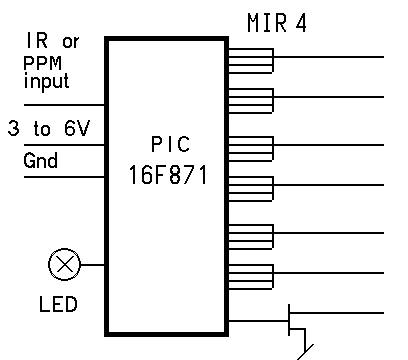 MIR 4
IR or
PPM
input
3 to 6V
Gnd
PIC
16F871
LED